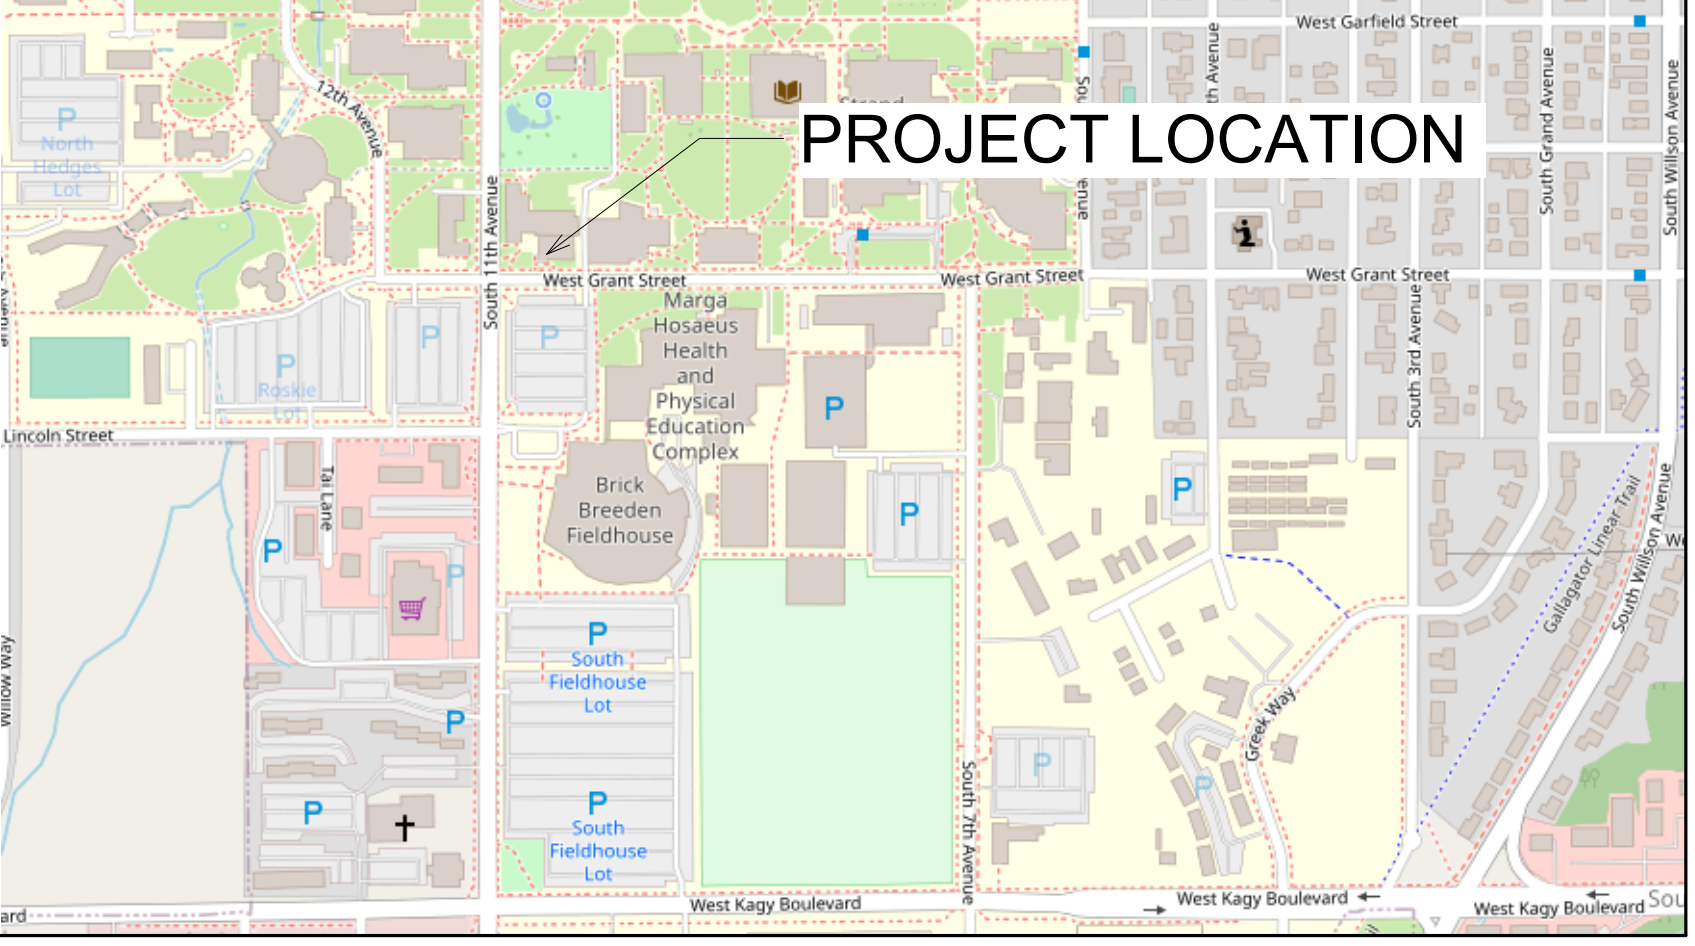 West Garfield Street
12th Avenue
North
Hedges
Lot
P
PROJECT LOCATION
South Grand Avenue
South Willson Avenue
South 11th Avenue
West Grant Street
West Grant Street
West Grant Street
Marga
Hosaeus
Health
and
Physical
Education
Complex
P
Roskie
Lot
P
P
P
South 3rd Avenue
Lincoln Street
Tai Lane
Brick
Breeden
Fieldhouse
P
P
P
P
Gallagator Linear Trail
South Willson Avenue
Willow Way
P
South
Fieldhouse
Lot
P
Greek Way
P
P
P
P
South
Fieldhouse
Lot
South 7th Avenue
West Kagy Boulevard
West Kagy Boulevard
West Kagy Boulevard